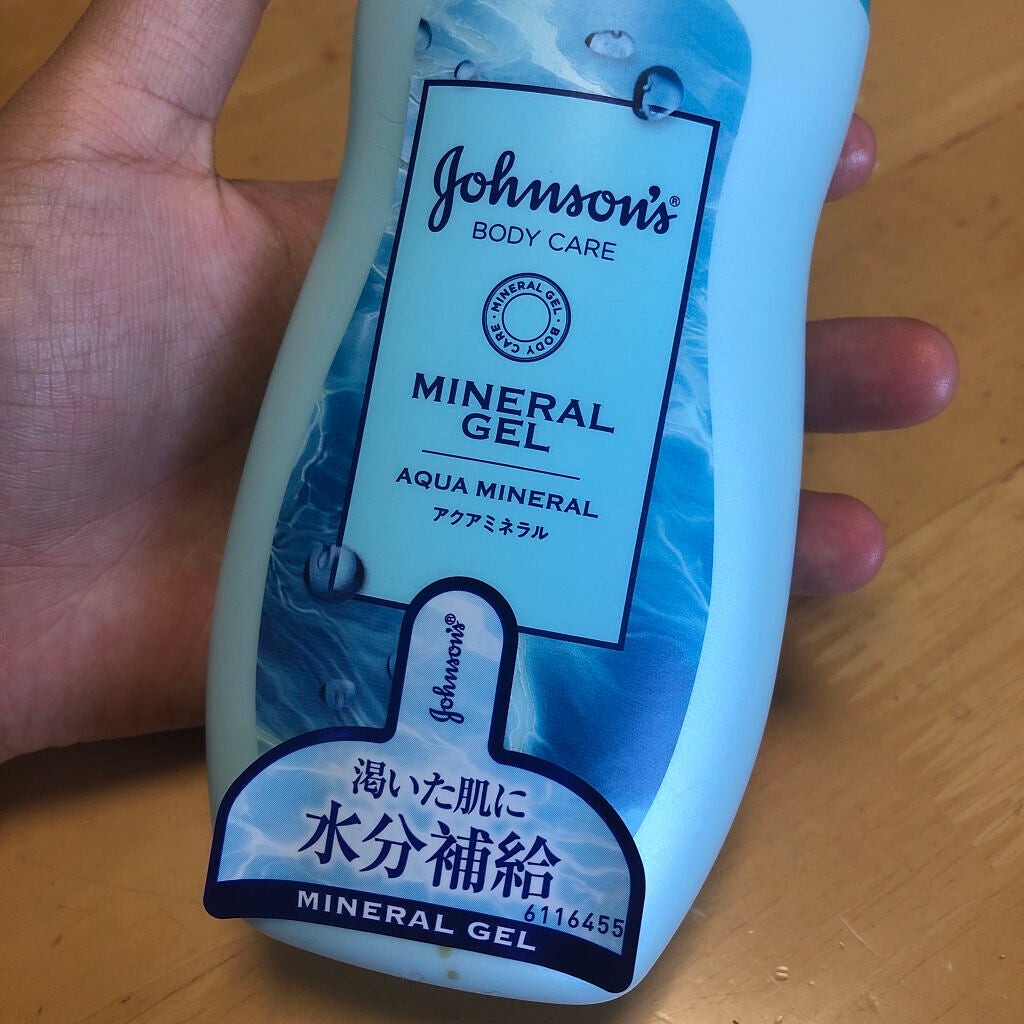 Johnson's®
BODY CARE
MINERAL GEL · BODY CARE ·
MINERAL
GEL
AQUA MINERAL
アクアミネラル
Johnson's®
渇いた肌に
水分補給
MINERAL GEL
6116455